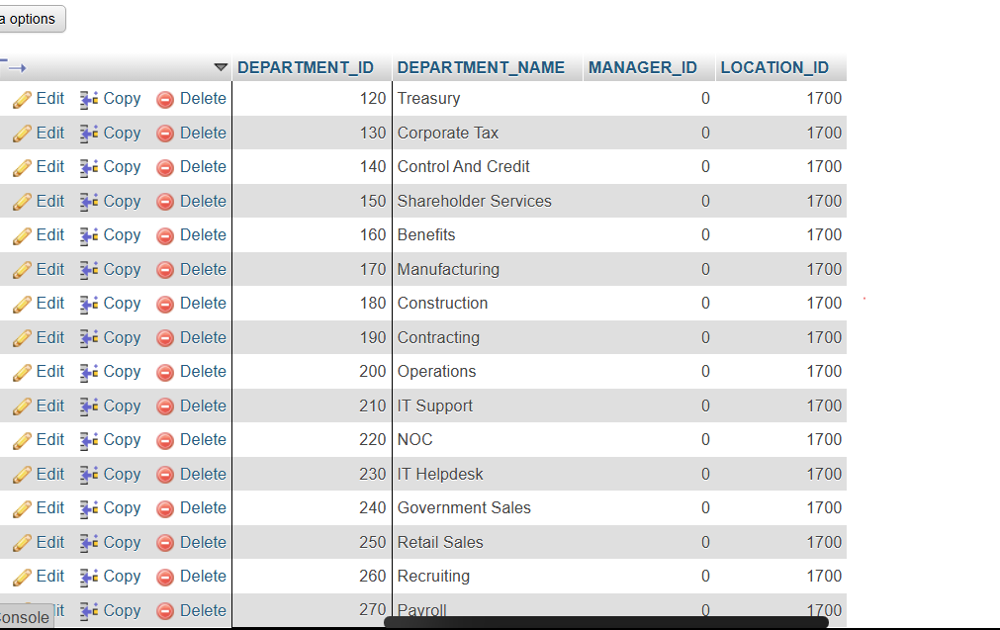 a options
DEPARTMENT_ID DEPARTMENT_NAME MANAGER_ID LOCATION_ID
Edit Copy Delete 120 Treasury 0 1700
Edit Copy Delete 130 Corporate Tax 0 1700
Edit Copy Delete 140 Control And Credit 0 1700
Edit Copy Delete 150 Shareholder Services 0 1700
Edit Copy Delete 160 Benefits 0 1700
Edit Copy Delete 170 Manufacturing 0 1700
Edit Copy Delete 180 Construction 0 1700
Edit Copy Delete 190 Contracting 0 1700
Edit Copy Delete 200 Operations 0 1700
Edit Copy Delete 210 IT Support 0 1700
Edit Copy Delete 220 NOC 0 1700
Edit Copy Delete 230 IT Helpdesk 0 1700
Edit Copy Delete 240 Government Sales 0 1700
Edit Copy Delete 250 Retail Sales 0 1700
Edit Copy Delete 260 Recruiting 0 1700
it Copy Delete 270 Payroll 0 1700
onsole